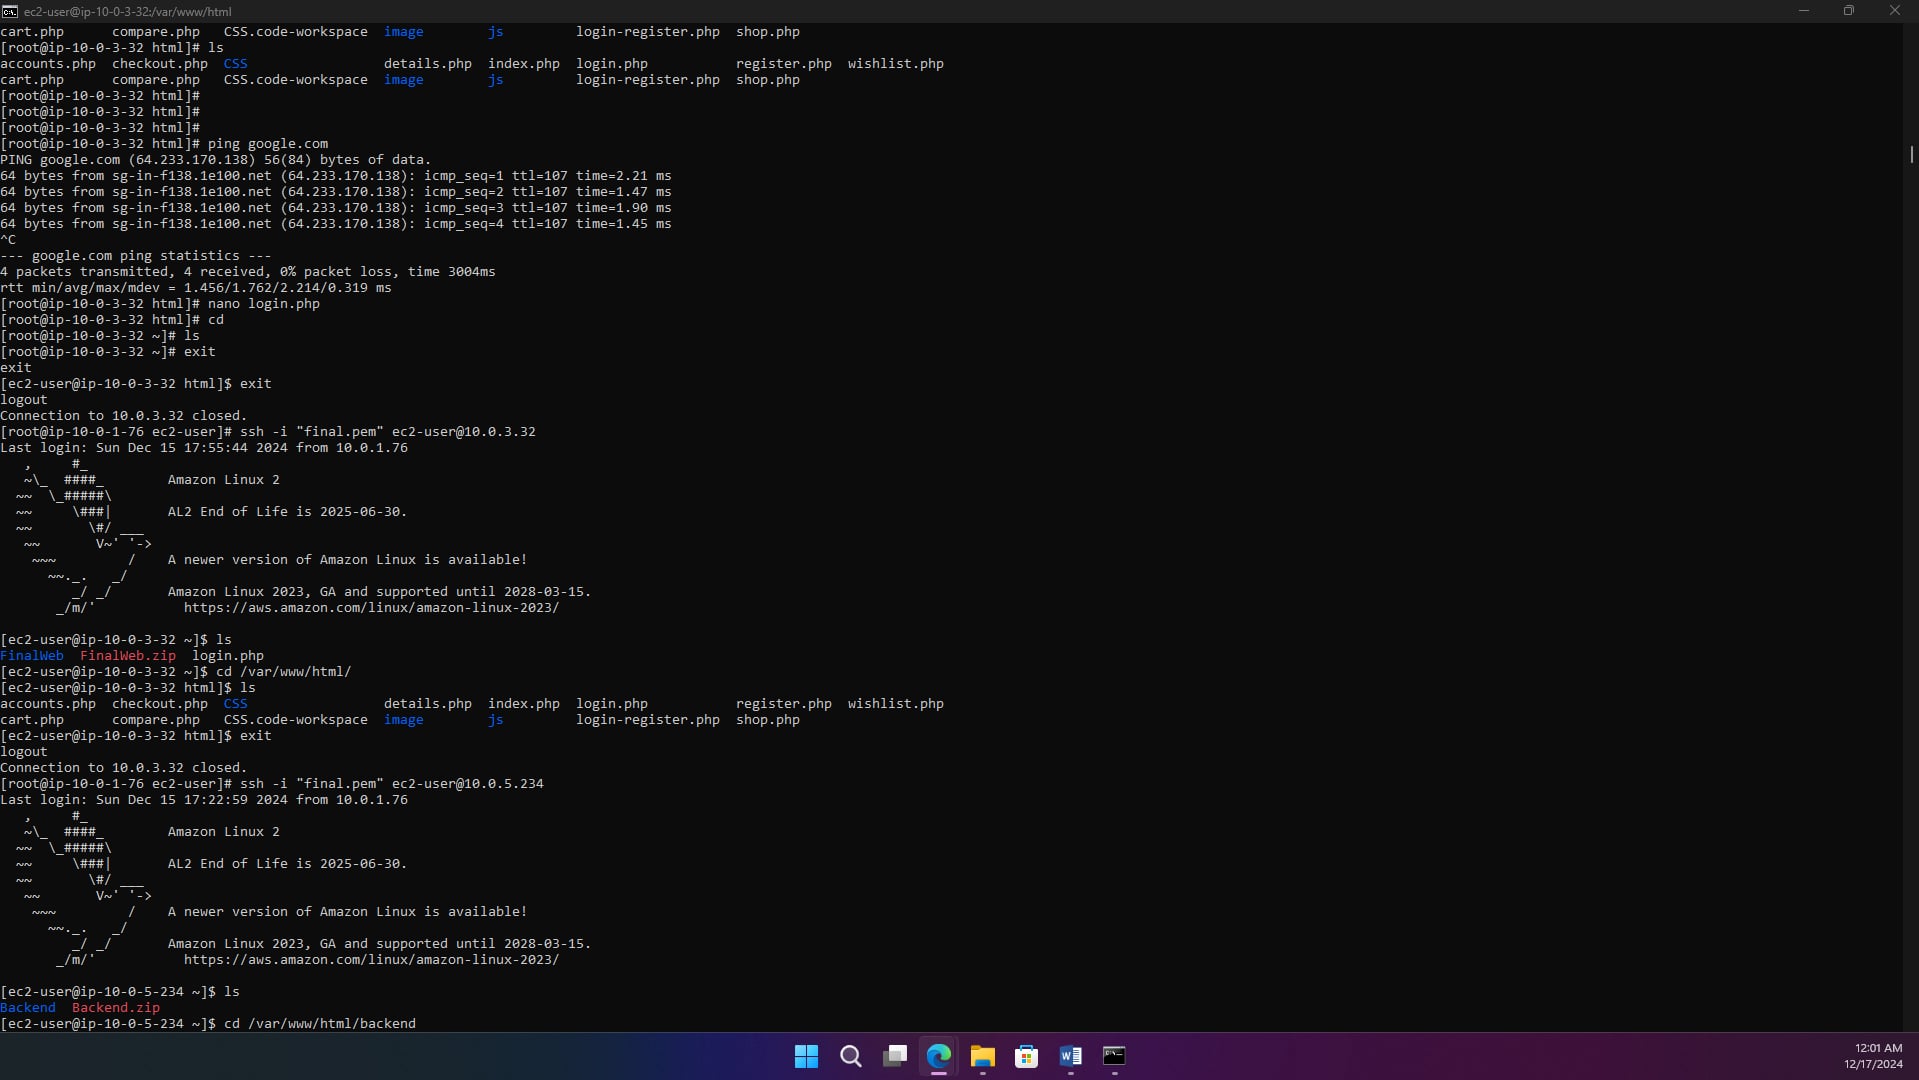 ec2-user@ip-10-0-3-32:/var/www/html
cart.php      compare.php   CSS.code-workspace  image        js         login-register.php  shop.php
[root@ip-10-0-3-32 html]# ls
accounts.php  checkout.php  CSS                 details.php  index.php  login.php           register.php  wishlist.php
cart.php      compare.php   CSS.code-workspace  image        js         login-register.php  shop.php
[root@ip-10-0-3-32 html]#
[root@ip-10-0-3-32 html]#
[root@ip-10-0-3-32 html]#
[root@ip-10-0-3-32 html]# ping google.com
PING google.com (64.233.170.138) 56(84) bytes of data.
64 bytes from sg-in-f138.1e100.net (64.233.170.138): icmp_seq=1 ttl=107 time=2.21 ms
64 bytes from sg-in-f138.1e100.net (64.233.170.138): icmp_seq=2 ttl=107 time=1.47 ms
64 bytes from sg-in-f138.1e100.net (64.233.170.138): icmp_seq=3 ttl=107 time=1.90 ms
64 bytes from sg-in-f138.1e100.net (64.233.170.138): icmp_seq=4 ttl=107 time=1.45 ms
^C
--- google.com ping statistics ---
4 packets transmitted, 4 received, 0% packet loss, time 3004ms
rtt min/avg/max/mdev = 1.456/1.762/2.214/0.319 ms
[root@ip-10-0-3-32 html]# nano login.php
[root@ip-10-0-3-32 html]# cd
[root@ip-10-0-3-32 ~]# ls
[root@ip-10-0-3-32 ~]# exit
exit
[ec2-user@ip-10-0-3-32 html]$ exit
logout
Connection to 10.0.3.32 closed.
[root@ip-10-0-1-76 ec2-user]# ssh -i "final.pem" ec2-user@10.0.3.32
Last login: Sun Dec 15 17:55:44 2024 from 10.0.1.76
   ,     #_
   ~\_  ####_        Amazon Linux 2
  ~~  \_#####\
  ~~     \###|       AL2 End of Life is 2025-06-30.
  ~~       \#/ ___
   ~~       V~' '->
    ~~~         /    A newer version of Amazon Linux is available!
      ~~._.   _/
         _/ _/       Amazon Linux 2023, GA and supported until 2028-03-15.
       _/m/'           https://aws.amazon.com/linux/amazon-linux-2023/
[ec2-user@ip-10-0-3-32 ~]$ ls
FinalWeb  FinalWeb.zip  login.php
[ec2-user@ip-10-0-3-32 ~]$ cd /var/www/html/
[ec2-user@ip-10-0-3-32 html]$ ls
accounts.php  checkout.php  CSS                 details.php  index.php  login.php           register.php  wishlist.php
cart.php      compare.php   CSS.code-workspace  image        js         login-register.php  shop.php
[ec2-user@ip-10-0-3-32 html]$ exit
logout
Connection to 10.0.3.32 closed.
[root@ip-10-0-1-76 ec2-user]# ssh -i "final.pem" ec2-user@10.0.5.234
Last login: Sun Dec 15 17:22:59 2024 from 10.0.1.76
   ,     #_
   ~\_  ####_        Amazon Linux 2
  ~~  \_#####\
  ~~     \###|       AL2 End of Life is 2025-06-30.
  ~~       \#/ ___
   ~~       V~' '->
    ~~~         /    A newer version of Amazon Linux is available!
      ~~._.   _/
         _/ _/       Amazon Linux 2023, GA and supported until 2028-03-15.
       _/m/'           https://aws.amazon.com/linux/amazon-linux-2023/
[ec2-user@ip-10-0-5-234 ~]$ ls
Backend  Backend.zip
[ec2-user@ip-10-0-5-234 ~]$ cd /var/www/html/backend
12:01 AM
12/17/2024